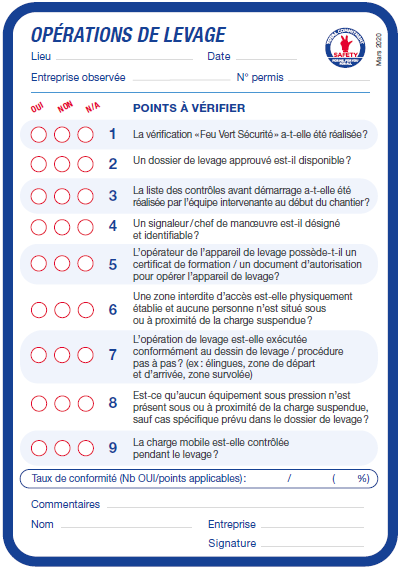 OPÉRATIONS DE LEVAGE
Lieu Date
SAFETY
Mars 2020
Entreprise observée N° permis
OUI NON N/A POINTS À VÉRIFIER
1 La vérification «Feu Vert Sécurité» a-t-elle été réalisée?
2 Un dossier de levage approuvé est-il disponible?
3 La liste des contrôles avant démarrage a-t-elle été
réalisée par l'équipe intervenante au début du chantier?
4 Un signaleur/chef de manœuvre est-il désigné
et identifiable?
5 L'opérateur de l'appareil de levage possède-t-il un
certificat de formation / un document d'autorisation
pour opérer l'appareil de levage?
6 Une zone interdite d'accès est-elle physiquement
établie et aucune personne n'est situé sous
ou à proximité de la charge suspendue?
7 L'opération de levage est-elle exécutée
conformément au dessin de levage / procédure
pas à pas? (ex: élingues, zone de départ
et d'arrivée, zone survolée)
8 Est-ce qu'aucun équipement sous pression n'est
présent sous ou à proximité de la charge suspendue,
sauf cas spécifique prévu dans le dossier de levage?
9 La charge mobile est-elle contrôlée
pendant le levage?
Taux de conformité (Nb OUI/points applicables): / ( %)
Commentaires
Nom Entreprise
Signature